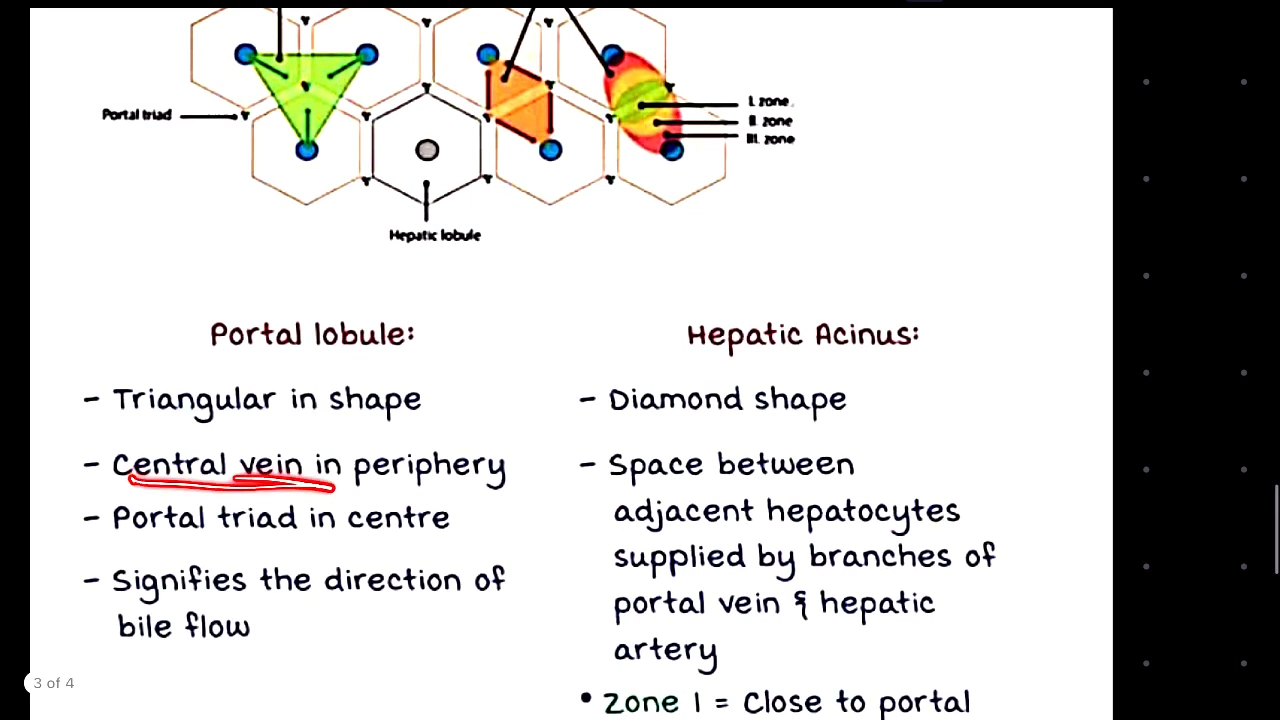 I. zone
Portal triad
II. zone
III. zone
Hepatic lobule
Portal lobule:
- Triangular in shape
- Central vein in periphery
- Portal triad in centre
- Signifies the direction of
bile flow
Hepatic Acinus:
- Diamond shape
- Space between
adjacent hepatocytes
supplied by branches of
portal vein & hepatic
artery
• Zone 1 = Close to portal
3 of 4